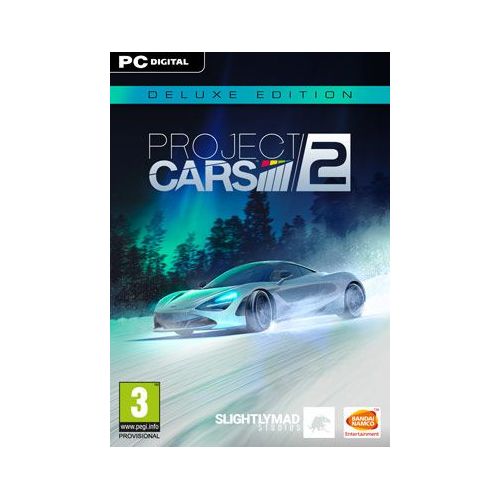 PC DIGITAL
DELUXE EDITION
PROJECT
CARS 2
3
www.pegi.info
PROVISIONAL
SLIGHTLYMAD
STUDIOS
BANDAI
NAMCO
Entertainment